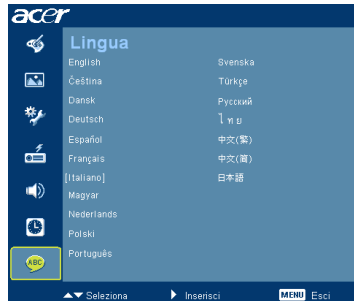 acer
Lingua
English
Čeština
Dansk
Deutsch
Español
Français
[Italiano]
Magyar
Nederlands
Polski
Português
Svenska
Türkçe
Русский
ไทย
中文(繁)
中文(简)
日本語
ABC
Seleziona
Inserisci
MENU Esci